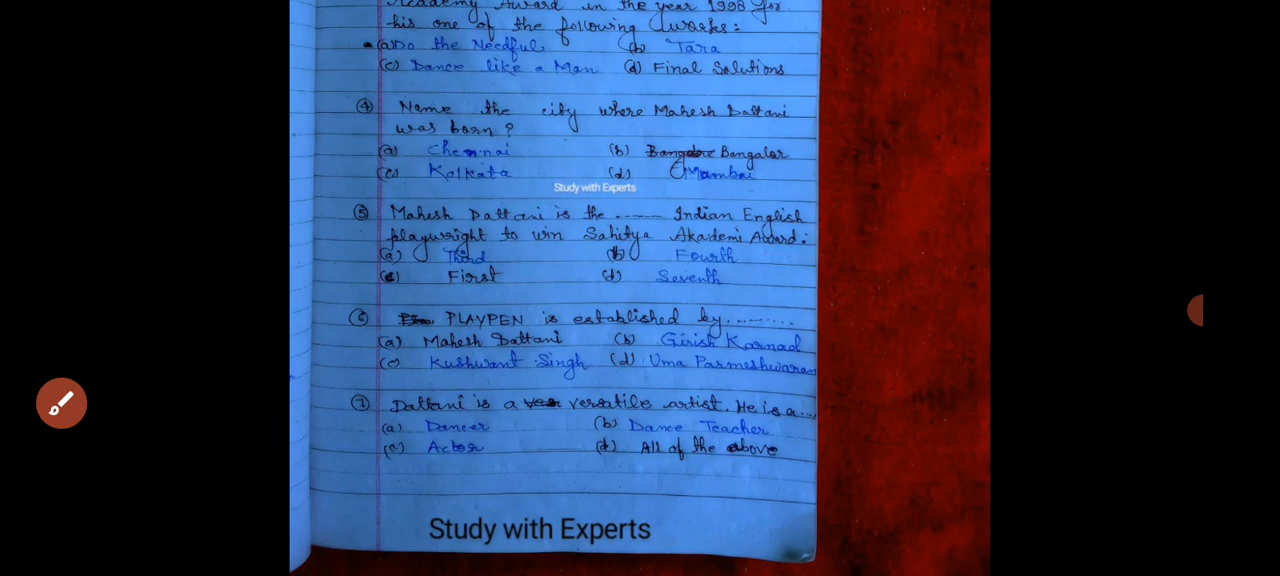 Academy Award in the year 1998 for
his one of the following works:
(a) Do the Needful (b) Tara
(c) Dance like a Man (d) Final Solutions
④ Name the city where Mahesh Dattani
was born?
(a) Chennai (b) Bangalor
(c) Kolkata (d) Mumbai
Study with Experts
⑤ Mahesh Dattani is the ........ Indian English
playwright to win Sahitya Akademi Award:
(a) Third (b) Fourth
(c) First (d) Seventh
⑥ PLAYPEN is established by..........
(a) Mahesh Dattani (b) Girish Karnad
(c) Kushwant Singh (d) Uma Parmeshwaram
⑦ Dattani is a versatile artist. He is a...
(a) Dancer (b) Dance Teacher
(c) Actor (d) All of the above
Study with Experts